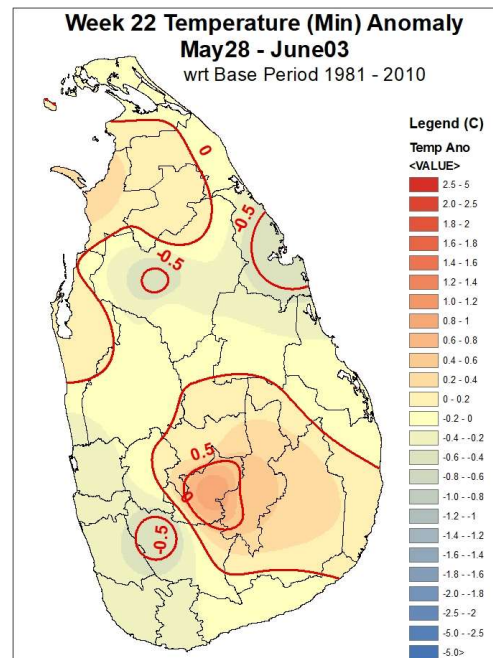 Week 22 Temperature (Min) Anomaly
May28 - June03
wrt Base Period 1981 - 2010
0
-0.5
-0.5
0.5
0
-0.5
Legend (C)
Temp Ano
<VALUE>
2.5 - 5
2.0 - 2.5
1.8 - 2
1.6 - 1.8
1.4 - 1.6
1.2 - 1.4
1.0 - 1.2
0.8 - 1
0.6 - 0.8
0.4 - 0.6
0.2 - 0.4
0 - 0.2
-0.2 - 0
-0.4 - -0.2
-0.6 - -0.4
-0.8 - -0.6
-1.0 - -0.8
-1.2 - -1
-1.4 - -1.2
-1.6 - -1.4
-1.8 - -1.6
-2.0 - -1.8
-2.5 - -2
-5.0 - -2.5
-5.0>